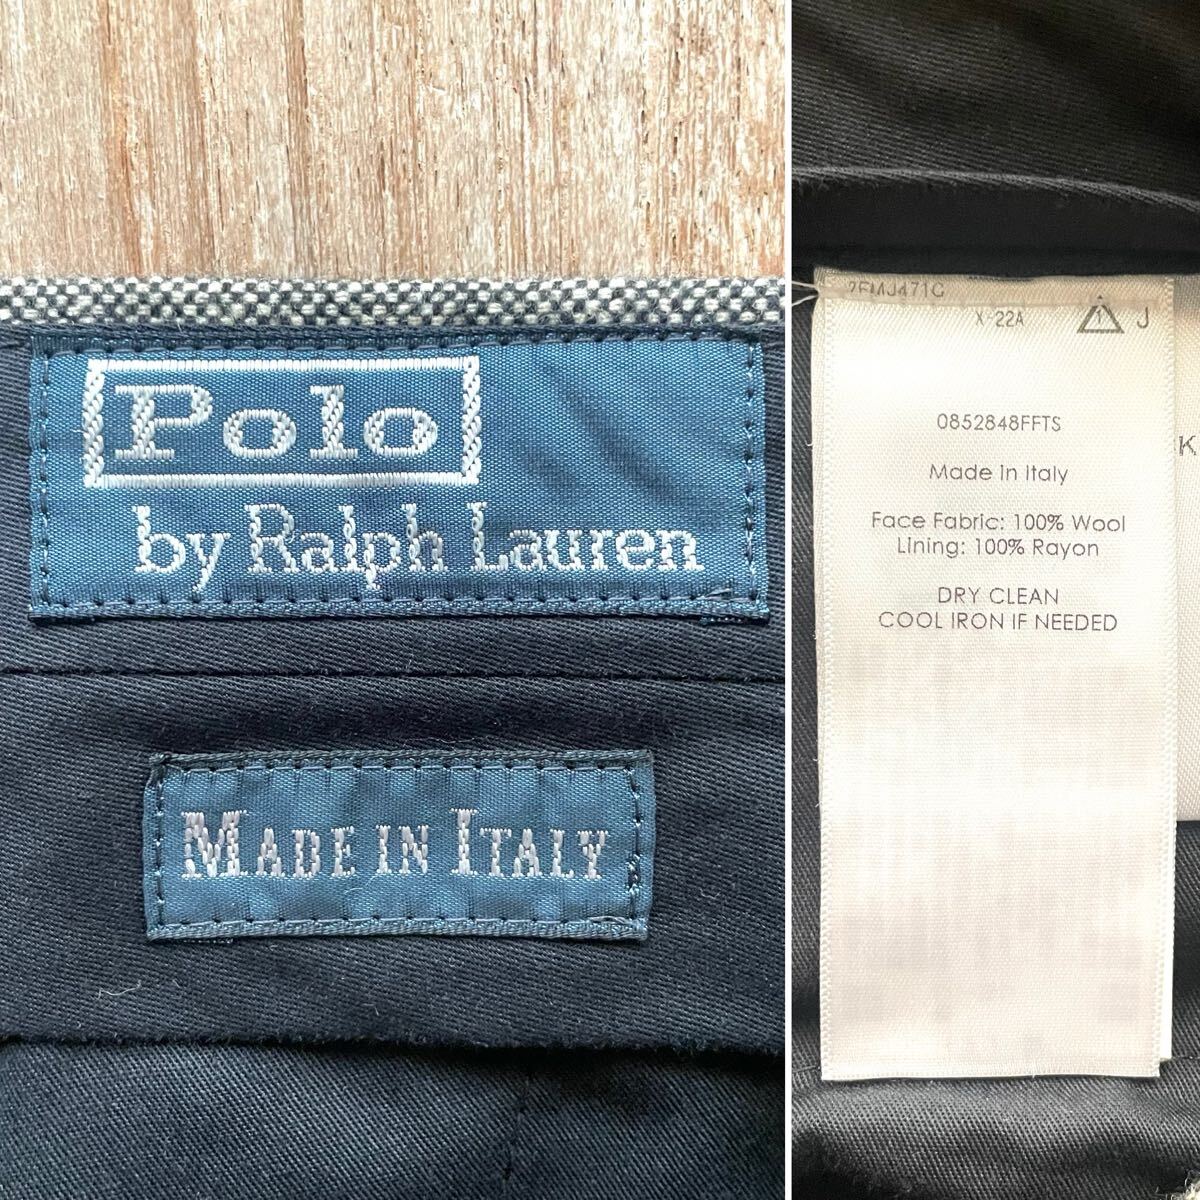 Polo
by Ralph Lauren
MADE IN ITALY
X-22A
1 J
0852848FFTS
Made in Italy
Face Fabric: 100% Wool
Lining: 100% Rayon
DRY CLEAN
COOL IRON IF NEEDED
K